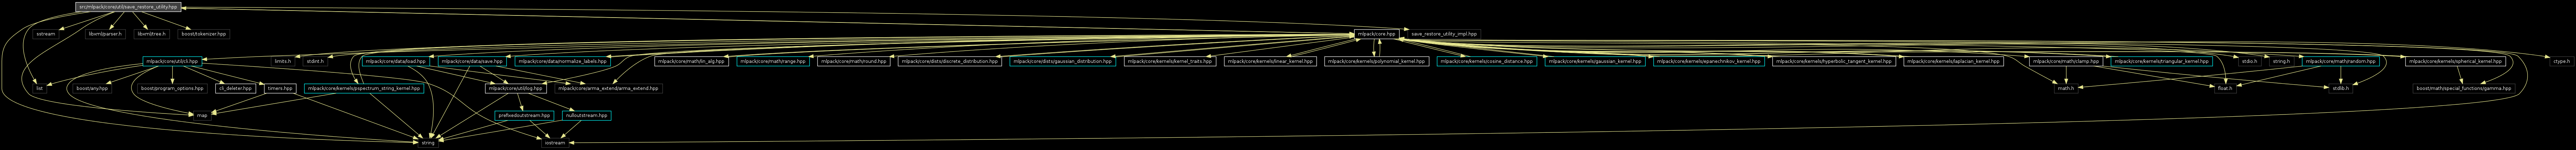 src/mlpack/core/util/save_restore_utility.hpp
sstream
libxml/parser.h
libxml/tree.h
boost/tokenizer.hpp
mlpack/core.hpp
save_restore_utility_impl.hpp
mlpack/core/util/cli.hpp
limits.h
stdint.h
mlpack/core/data/load.hpp
mlpack/core/data/save.hpp
mlpack/core/data/normalize_labels.hpp
mlpack/core/math/lin_alg.hpp
mlpack/core/math/range.hpp
mlpack/core/math/round.hpp
mlpack/core/dists/discrete_distribution.hpp
mlpack/core/dists/gaussian_distribution.hpp
mlpack/core/kernels/kernel_traits.hpp
mlpack/core/kernels/linear_kernel.hpp
mlpack/core/kernels/polynomial_kernel.hpp
mlpack/core/kernels/cosine_distance.hpp
mlpack/core/kernels/gaussian_kernel.hpp
mlpack/core/kernels/epanechnikov_kernel.hpp
mlpack/core/kernels/hyperbolic_tangent_kernel.hpp
mlpack/core/kernels/laplacian_kernel.hpp
mlpack/core/math/clamp.hpp
mlpack/core/kernels/triangular_kernel.hpp
stdio.h
string.h
mlpack/core/math/random.hpp
mlpack/core/kernels/spherical_kernel.hpp
ctype.h
list
boost/any.hpp
boost/program_options.hpp
cli_deleter.hpp
timers.hpp
mlpack/core/kernels/pspectrum_string_kernel.hpp
mlpack/core/util/log.hpp
mlpack/core/arma_extend/arma_extend.hpp
math.h
float.h
stdlib.h
boost/math/special_functions/gamma.hpp
map
prefixedoutstream.hpp
nulloutstream.hpp
string
iostream